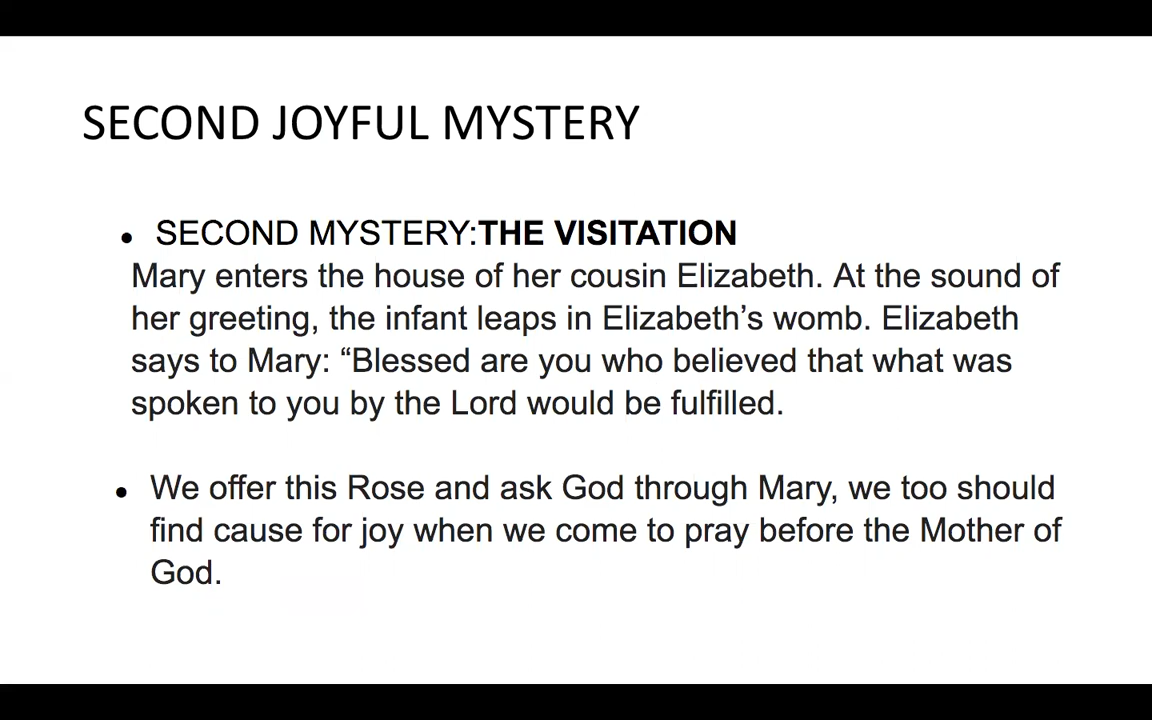 SECOND JOYFUL MYSTERY
• SECOND MYSTERY:THE VISITATION
Mary enters the house of her cousin Elizabeth. At the sound of
her greeting, the infant leaps in Elizabeth’s womb. Elizabeth
says to Mary: “Blessed are you who believed that what was
spoken to you by the Lord would be fulfilled.
• We offer this Rose and ask God through Mary, we too should
find cause for joy when we come to pray before the Mother of
God.